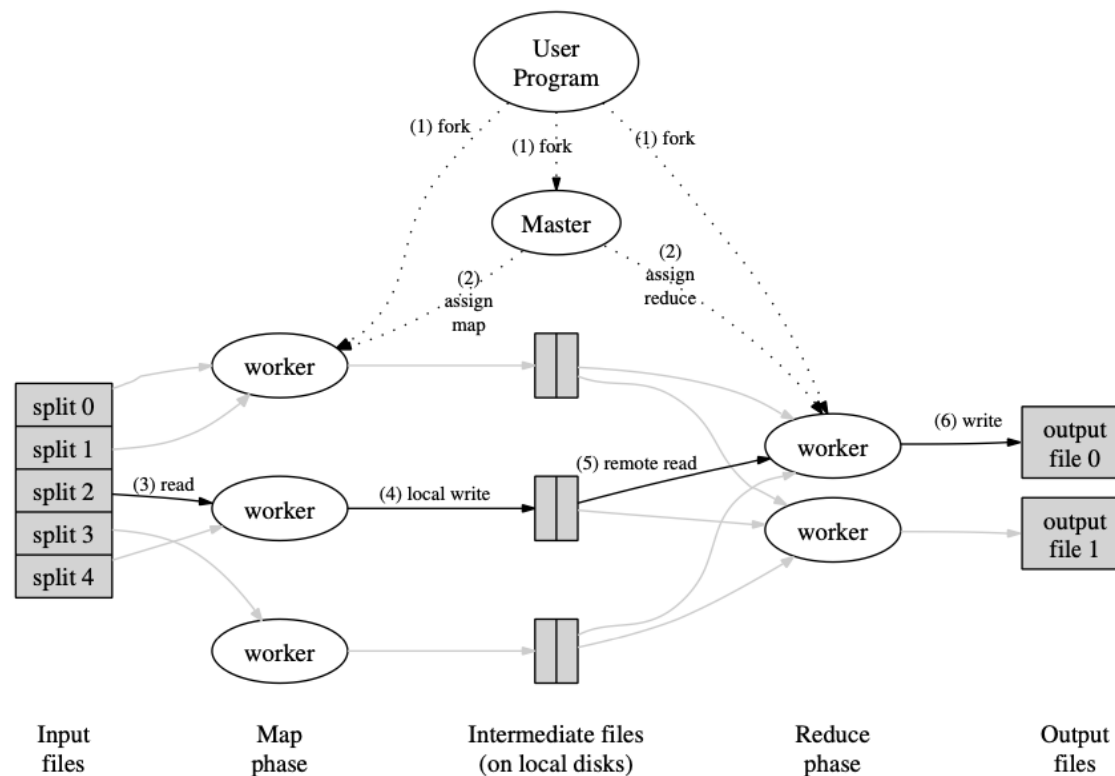 User
Program
(1) fork
(1) fork
(1) fork
Master
(2)
assign
map
(2)
assign
reduce
worker
split 0
split 1
split 2
split 3
split 4
(3) read
worker
(4) local write
(5) remote read
worker
(6) write
output
file 0
worker
output
file 1
worker
Input
files
Map
phase
Intermediate files
(on local disks)
Reduce
phase
Output
files